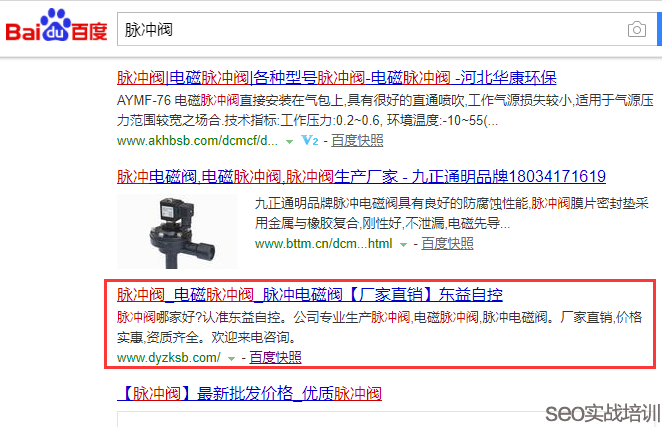 Bai du 百度
脉冲阀
脉冲阀|电磁脉冲阀|各种型号脉冲阀-电磁脉冲阀 -河北华康环保
AYMF-76 电磁脉冲阀直接安装在气包上,具有很好的直通喷吹,工作气源损失较小,适用于气源压
力范围较宽之场合.技术指标:工作压力:0.2~0.6, 环境温度:-10~55(...
www.akhbsb.com/dcmcf/d... V2 - 百度快照
脉冲电磁阀,电磁脉冲阀,脉冲阀生产厂家 - 九正通明品牌18034171619
九正通明品牌脉冲电磁阀具有良好的防腐蚀性能,脉冲阀膜片密封垫采
用金属与橡胶复合,刚性好,不泄漏,电磁先导...
www.bttm.cn/dcm...html - 百度快照
脉冲阀_电磁脉冲阀_脉冲电磁阀【厂家直销】东益自控
脉冲阀哪家好?认准东益自控。公司专业生产脉冲阀,电磁脉冲阀,脉冲电磁阀。厂家直销,价格
实惠,资质齐全。欢迎来电咨询。
www.dyzksb.com/ - 百度快照
【脉冲阀】最新批发价格_优质脉冲阀
seo实战培训